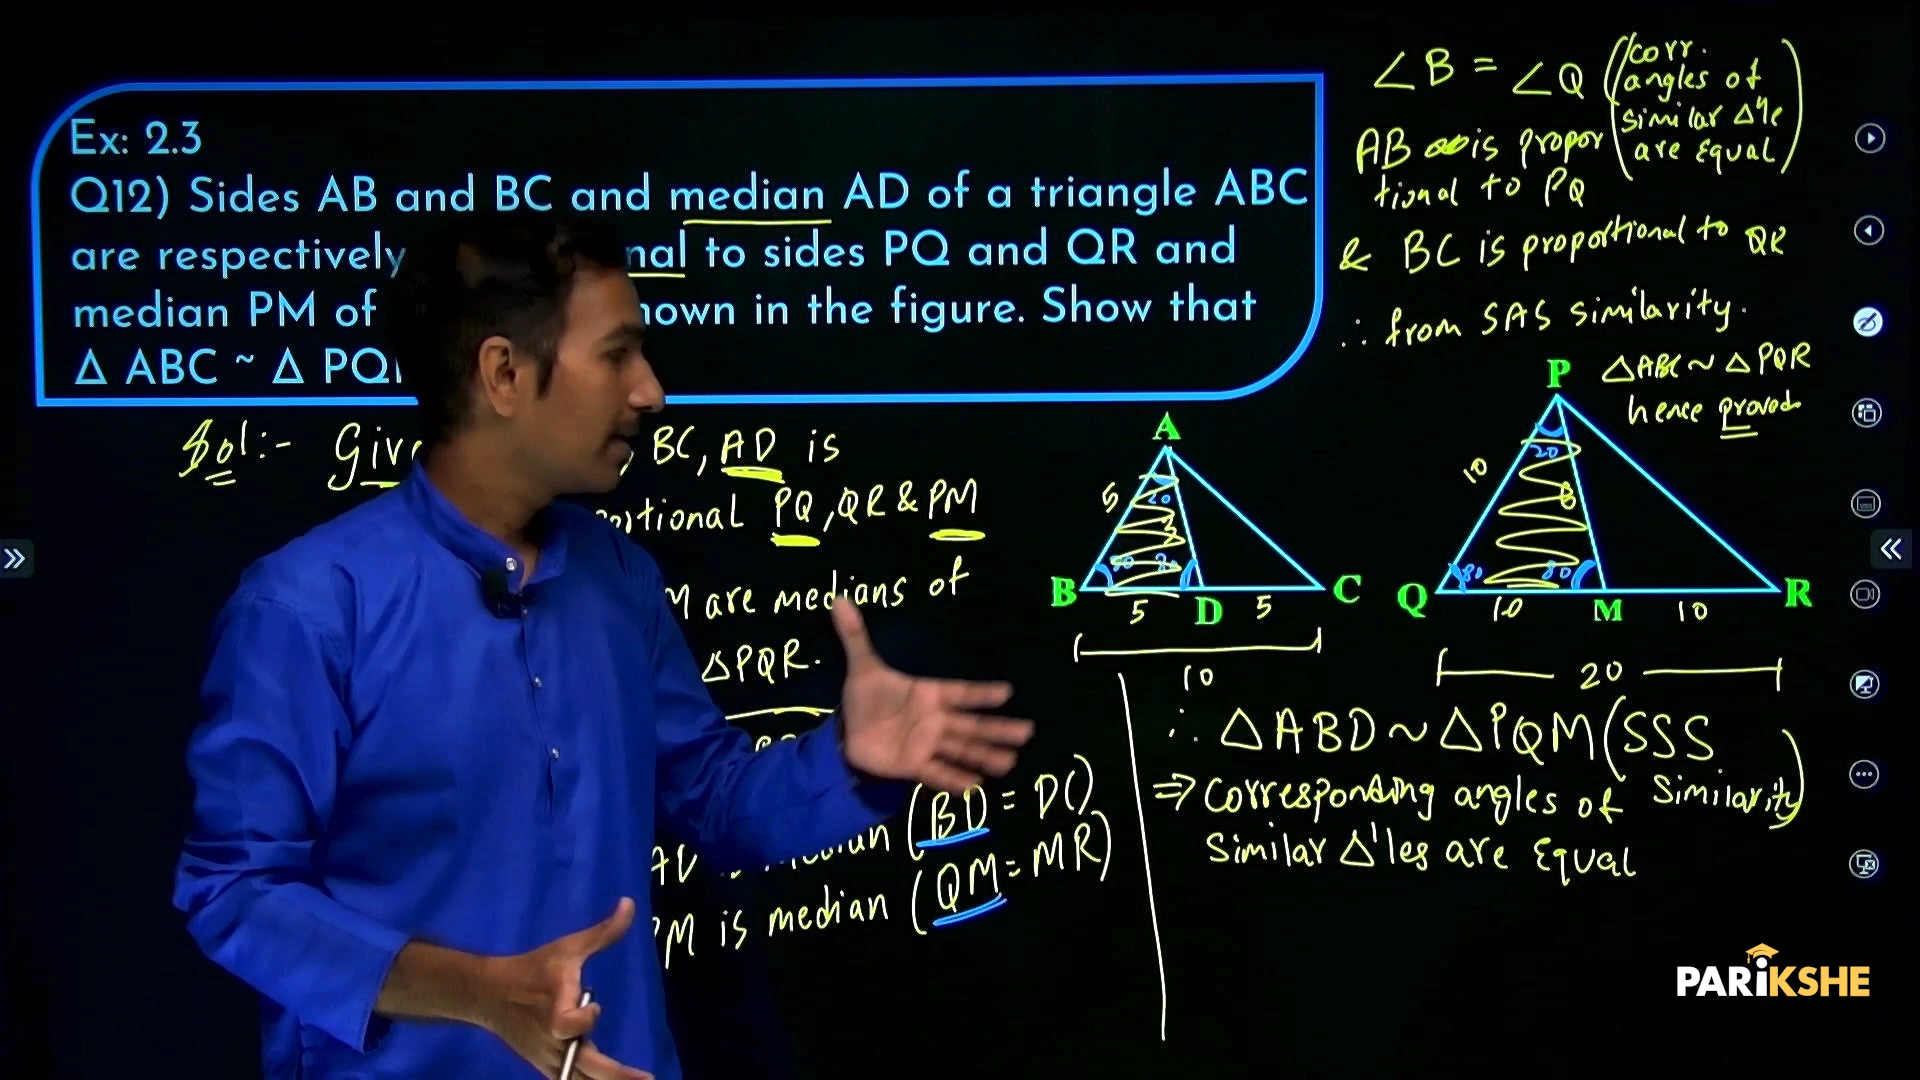 Ex: 2.3
Q12) Sides AB and BC and median AD of a triangle ABC
are respectively nal to sides PQ and QR and
median PM of hown in the figure. Show that
Δ ABC ~ Δ PQ
Sol:- Give BC, AD is
ortional PQ, QR & PM
M are medians of
ΔPQR.
median (BD = DC)
PM is median (QM = MR)
∠B = ∠Q (corr.
angles of
similar Δ'le
are equal)
AB is propor
tional to PQ
& BC is proportional to QR
∴ from SAS similarity.
ΔABC ~ ΔPQR
hence proved
A
5
20
3
B
D
C
5
5
10
P
10
20
6
80
80
Q
M
R
10
10
20
∴ ΔABD ~ ΔPQM (SSS
Similarity)
⇒ Corresponding angles of
Similar Δ'les are equal
PARiKSHE